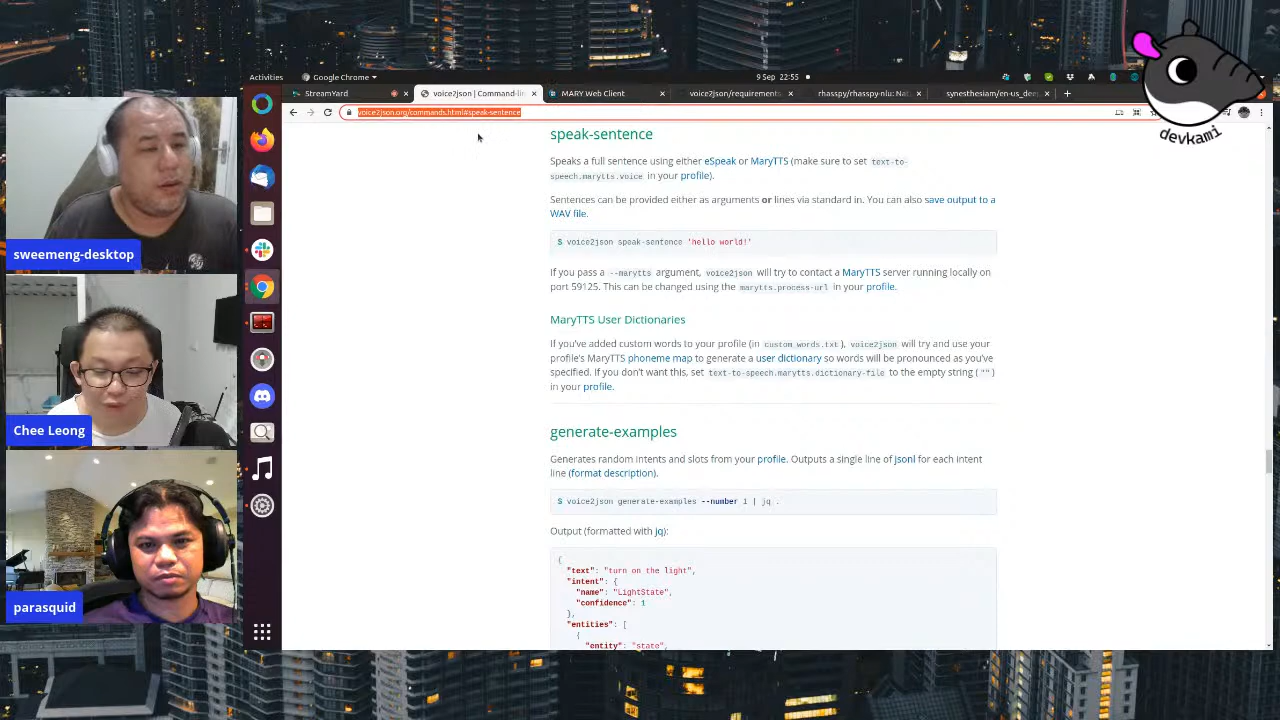 devkami
Activities
Google Chrome
9 Sep 22:55
StreamYard
voice2json | Command-lin
MARY Web Client
voice2json/requirements
rhasspy/rhasspy-nlu: Nat
synesthesiam/en-us_dem
voice2json.org/commands.html#speak-sentence
speak-sentence
Speaks a full sentence using either eSpeak or MaryTTS (make sure to set text-to-
speech.marytts.voice in your profile).
Sentences can be provided either as arguments or lines via standard in. You can also save output to a
WAV file.
$ voice2json speak-sentence 'hello world!'
If you pass a --marytts argument, voice2json will try to contact a MaryTTS server running locally on
port 59125. This can be changed using the marytts.process-url in your profile.
MaryTTS User Dictionaries
If you've added custom words to your profile (in custom_words.txt), voice2json will try and use your
profile's MaryTTS phoneme map to generate a user dictionary so words will be pronounced as you've
specified. If you don't want this, set text-to-speech.marytts.dictionary-file to the empty string ("")
in your profile.
generate-examples
Generates random intents and slots from your profile. Outputs a single line of jsonl for each intent
line (format description).
$ voice2json generate-examples --number 1 | jq .
Output (formatted with jq):
{
"text": "turn on the light",
"intent": {
"name": "LightState",
"confidence": 1
},
"entities": [
{
"entity": "state",
sweemeng-desktop
Chee Leong
parasquid